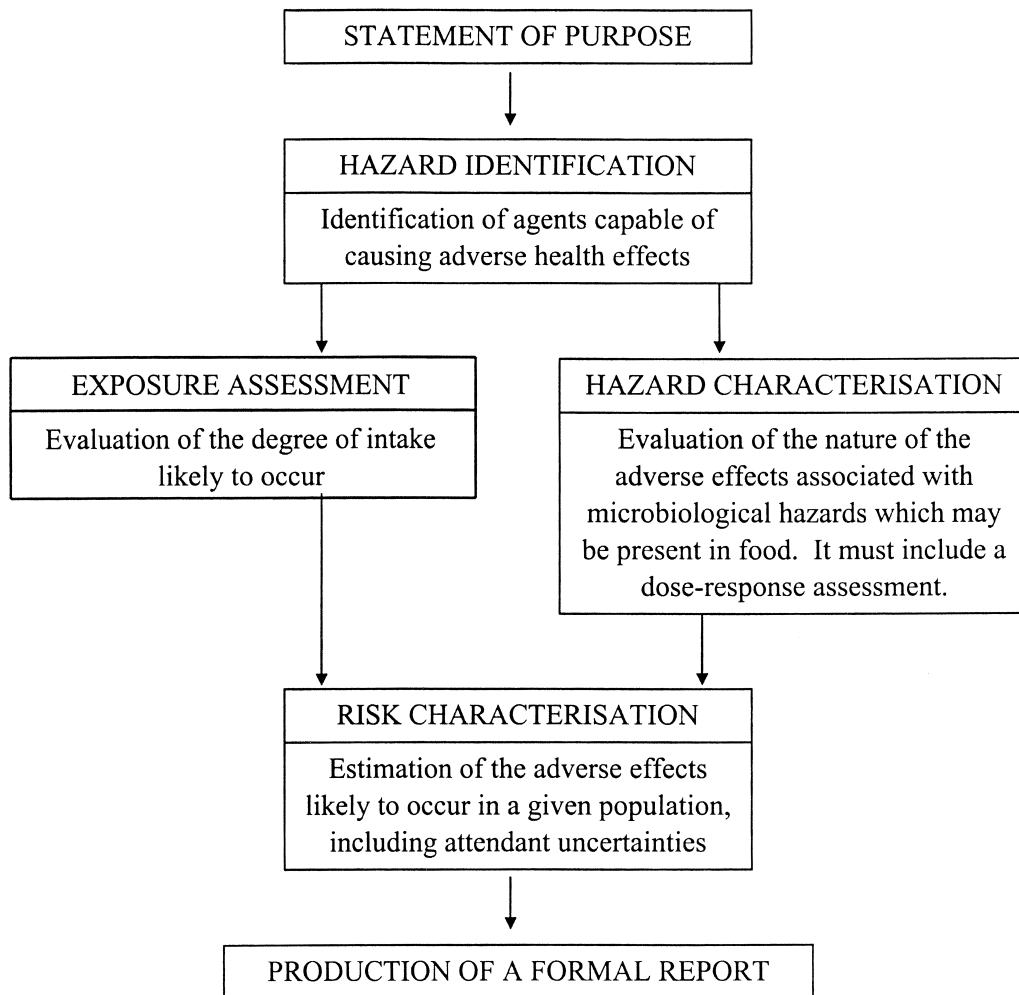 STATEMENT OF PURPOSE
HAZARD IDENTIFICATION
Identification of agents capable of
causing adverse health effects
EXPOSURE ASSESSMENT
Evaluation of the degree of intake
likely to occur
HAZARD CHARACTERISATION
Evaluation of the nature of the
adverse effects associated with
microbiological hazards which may
be present in food. It must include a
dose-response assessment.
RISK CHARACTERISATION
Estimation of the adverse effects
likely to occur in a given population,
including attendant uncertainties
PRODUCTION OF A FORMAL REPORT